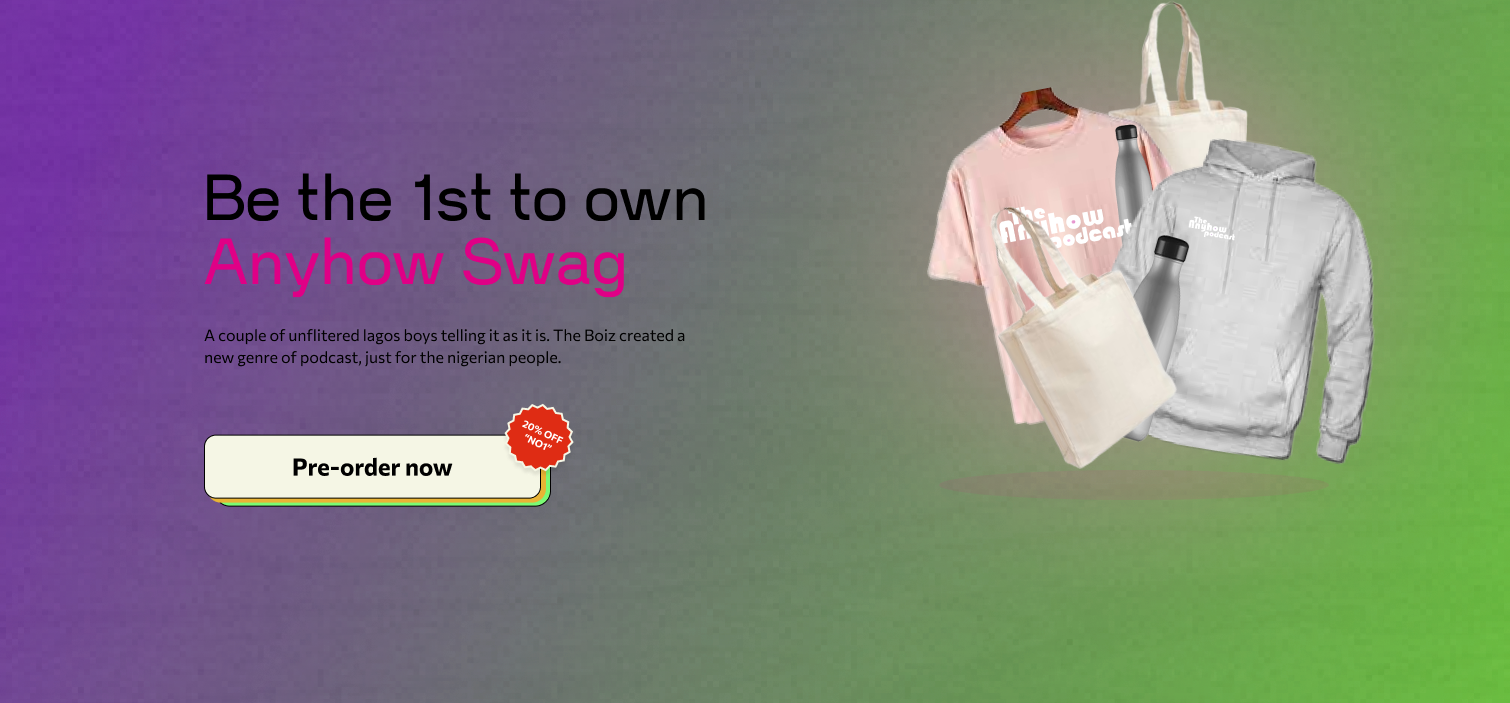 Be the 1st to own
Anyhow Swag
A couple of unflitered lagos boys telling it as it is. The Boiz created a
new genre of podcast, just for the nigerian people.
Pre-order now
20% OFF
"NO1"
The
Anyhow
podcast
The
Anyhow
podcast